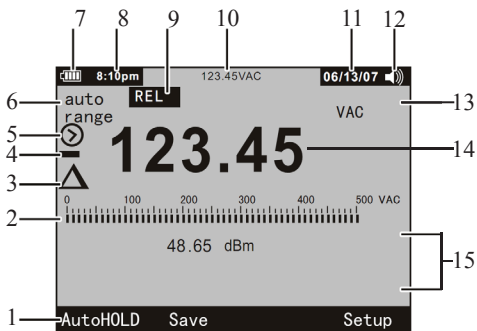 7 8 9 10 11 12
8:10pm 123.45VAC 06/13/07
6 auto REL 13
range VAC
5
4 123.45 14
3
0 100 200 300 400 500 VAC
2
48.65 dBm
15
1 AutoHOLD Save Setup